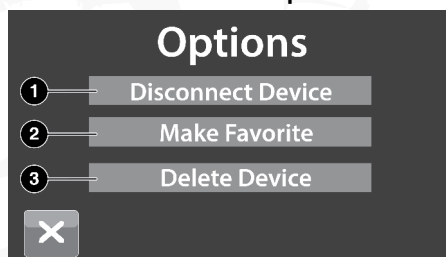 Options
1 Disconnect Device
2 Make Favorite
3 Delete Device